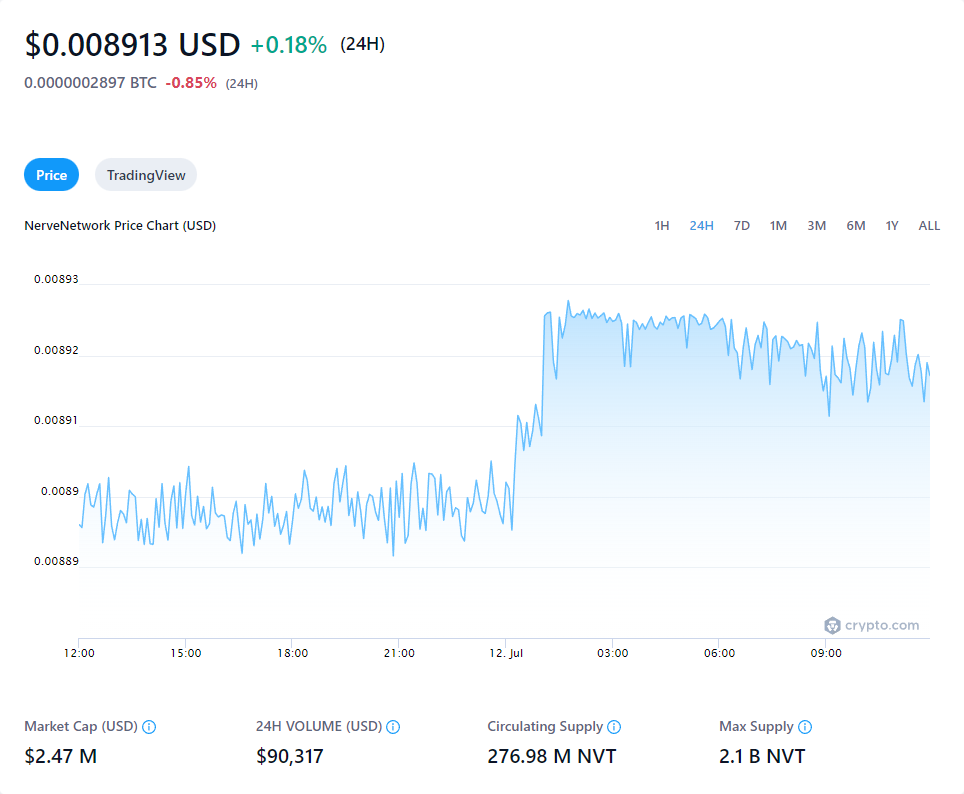 $0.008913 USD +0.18% (24H)
0.0000002897 BTC -0.85% (24H)
Price TradingView
NerveNetwork Price Chart (USD) 1H 24H 7D 1M 3M 6M 1Y ALL
0.00893
0.00892
0.00891
0.0089
0.00889
crypto.com
12:00 15:00 18:00 21:00 12. Jul 03:00 06:00 09:00
Market Cap (USD) 24H VOLUME (USD) Circulating Supply Max Supply
$2.47 M $90,317 276.98 M NVT 2.1 B NVT